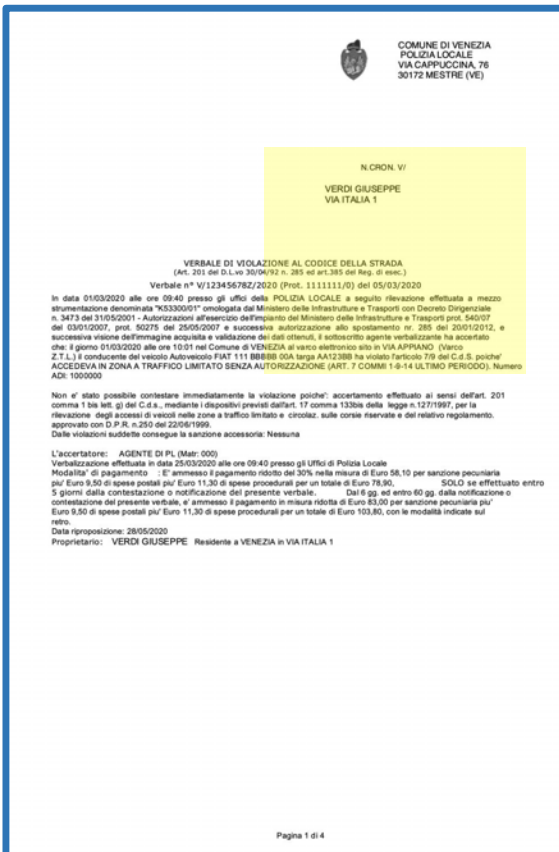 COMUNE DI VENEZIA
POLIZIA LOCALE
VIA CAPPUCCINA, 76
30172 MESTRE (VE)
N.CRON. V/
VERDI GIUSEPPE
VIA ITALIA 1
VERBALE DI VIOLAZIONE AL CODICE DELLA STRADA
(Art. 201 del D.L.vo 30/04/92 n. 285 ed art.385 del Reg. di esec.)
Verbale n° V/12345678Z/2020 (Prot. 1111111/0) del 05/03/2020
In data 01/03/2020 alle ore 09:40 presso gli uffici della POLIZIA LOCALE a seguito rilevazione effettuata a mezzo
strumentazione denominata "K53300/01" omologata dal Ministero delle Infrastrutture e Trasporti con Decreto Dirigenziale
n. 3473 del 31/05/2001 - Autorizzazioni all'esercizio dell'impianto del Ministero delle Infrastrutture e Trasporti prot. 540/07
del 03/01/2007, prot. 50275 del 25/05/2007 e successiva autorizzazione allo spostamento nr. 285 del 20/01/2012, e
successiva visione dell'immagine acquisita e validazione dei dati ottenuti, il sottoscritto agente verbalizzante ha accertato
che: il giorno 01/03/2020 alle ore 10:01 nel Comune di VENEZIA al varco elettronico sito in VIA APPIANO (Varco
Z.T.L.) il conducente del veicolo Autoveicolo FIAT 111 BBBBB 00A targa AA123BB ha violato l'articolo 7/9 del C.d.S. poiche'
ACCEDEVA IN ZONA A TRAFFICO LIMITATO SENZA AUTORIZZAZIONE (ART. 7 COMMI 1-9-14 ULTIMO PERIODO). Numero
ADI: 1000000
Non e' stato possibile contestare immediatamente la violazione poiche': accertamento effettuato ai sensi dell'art. 201
comma 1 bis lett. g) del C.d.s., mediante i dispositivi previsti dall'art. 17 comma 133bis della legge n.127/1997, per la
rilevazione degli accessi di veicoli nelle zone a traffico limitato e circolaz. sulle corsie riservate e del relativo regolamento.
approvato con D.P.R. n.250 del 22/06/1999.
Dalle violazioni suddette consegue la sanzione accessoria: Nessuna
L'accertatore: AGENTE DI PL (Matr: 000)
Verbalizzazione effettuata in data 25/03/2020 alle ore 09:40 presso gli Uffici di Polizia Locale
Modalita' di pagamento : E' ammesso il pagamento ridotto del 30% nella misura di Euro 58,10 per sanzione pecuniaria
piu' Euro 9,50 di spese postali piu' Euro 11,30 di spese procedurali per un totale di Euro 78,90, SOLO se effettuato entro
5 giorni dalla contestazione o notificazione del presente verbale. Dal 6 gg. ed entro 60 gg. dalla notificazione o
contestazione del presente verbale, e' ammesso il pagamento in misura ridotta di Euro 83,00 per sanzione pecuniaria piu'
Euro 9,50 di spese postali piu' Euro 11,30 di spese procedurali per un totale di Euro 103,80, con le modalità indicate sul
retro.
Data riproposizione: 28/05/2020
Proprietario: VERDI GIUSEPPE Residente a VENEZIA in VIA ITALIA 1
Pagina 1 di 4